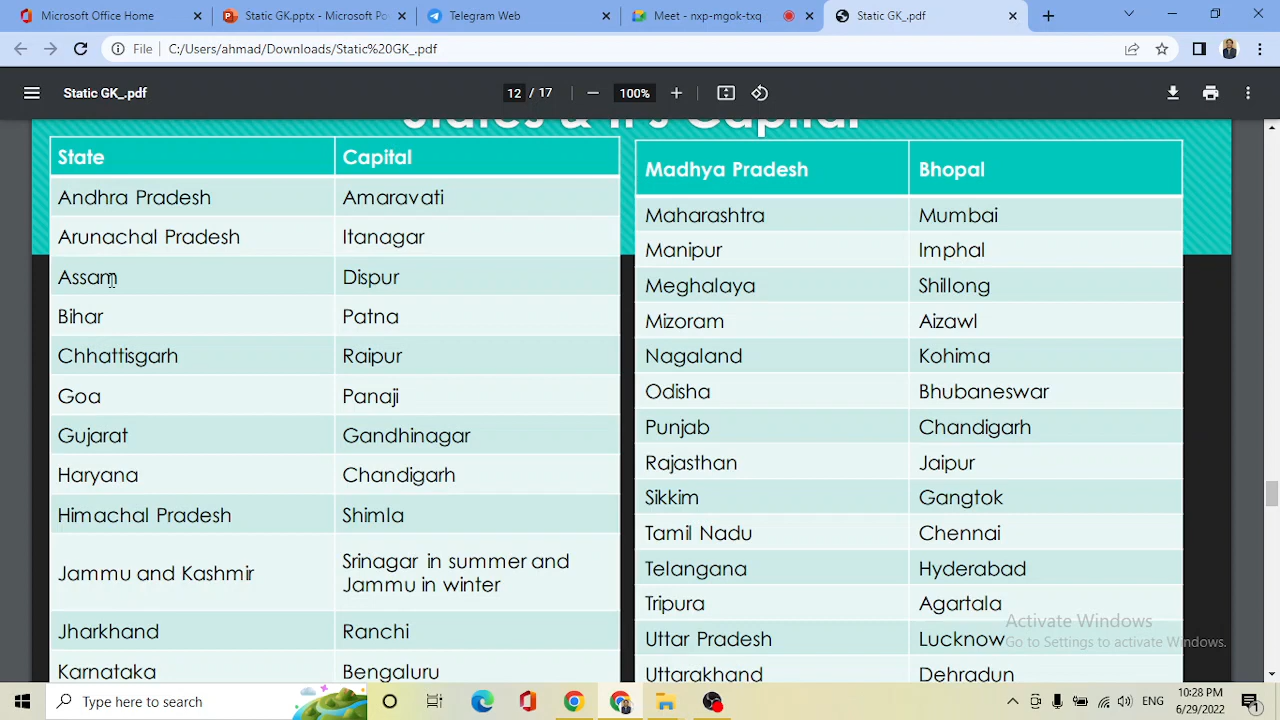 Microsoft Office Home
Static GK.pptx - Microsoft Po
Telegram Web
Meet - nxp-mgok-txq
Static GK_.pdf
File
C:/Users/ahmad/Downloads/Static%20GK_.pdf
Static GK_.pdf
12 / 17
100%
States & It's Capital
State Capital
Andhra Pradesh Amaravati
Arunachal Pradesh Itanagar
Assam Dispur
Bihar Patna
Chhattisgarh Raipur
Goa Panaji
Gujarat Gandhinagar
Haryana Chandigarh
Himachal Pradesh Shimla
Jammu and Kashmir Srinagar in summer and
Jammu in winter
Jharkhand Ranchi
Karnataka Bengaluru
Madhya Pradesh Bhopal
Maharashtra Mumbai
Manipur Imphal
Meghalaya Shillong
Mizoram Aizawl
Nagaland Kohima
Odisha Bhubaneswar
Punjab Chandigarh
Rajasthan Jaipur
Sikkim Gangtok
Tamil Nadu Chennai
Telangana Hyderabad
Tripura Agartala
Uttar Pradesh Lucknow
Uttarakhand Dehradun
Activate Windows
Go to Settings to activate Windows.
Type here to search
ENG
10:28 PM
6/29/2022
1